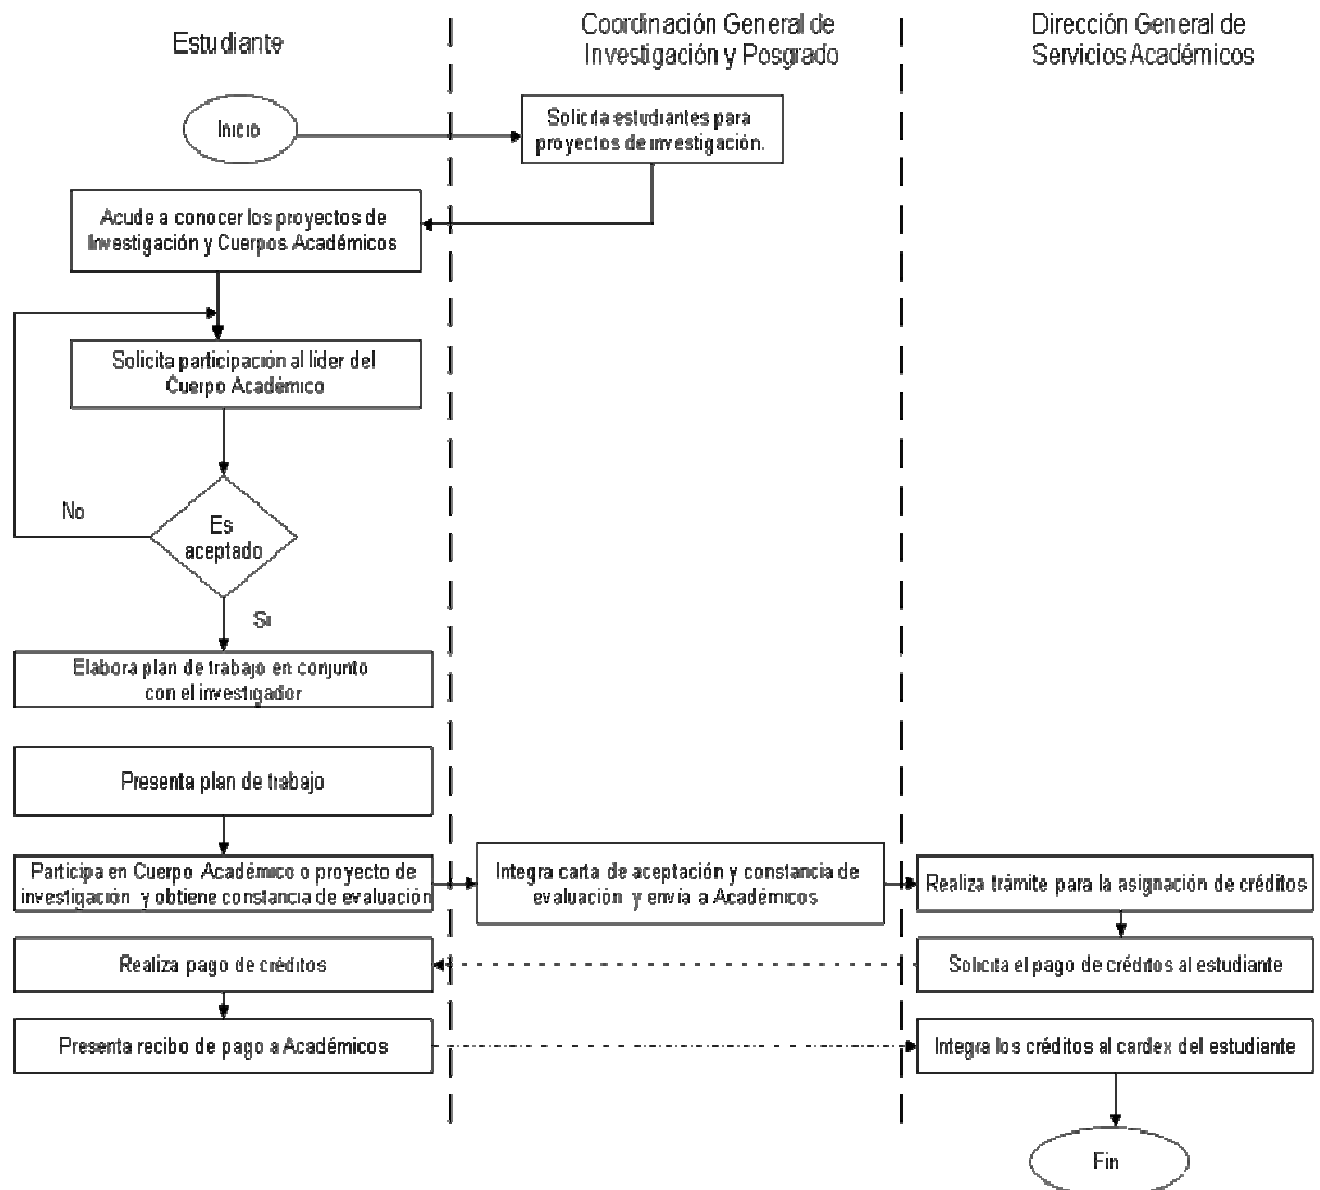 Estudiante
Coordinación General de
Investigación y Posgrado
Dirección General de
Servicios Académicos
Inicio
Solicita estudiantes para
proyectos de investigación.
Acude a conocer los proyectos de
Investigación y Cuerpos Académicos
Solicita participación al líder del
Cuerpo Académico
Es
aceptado
No
Si
Elabora plan de trabajo en conjunto
con el investigador
Presenta plan de trabajo
Participa en Cuerpo Académico o proyecto de
investigación y obtiene constancia de evaluación
Integra carta de aceptación y constancia de
evaluación y envía a Académicos
Realiza trámite para la asignación de créditos
Realiza pago de créditos
Solicita el pago de créditos al estudiante
Presenta recibo de pago a Académicos
Integra los créditos al cardex del estudiante
Fin